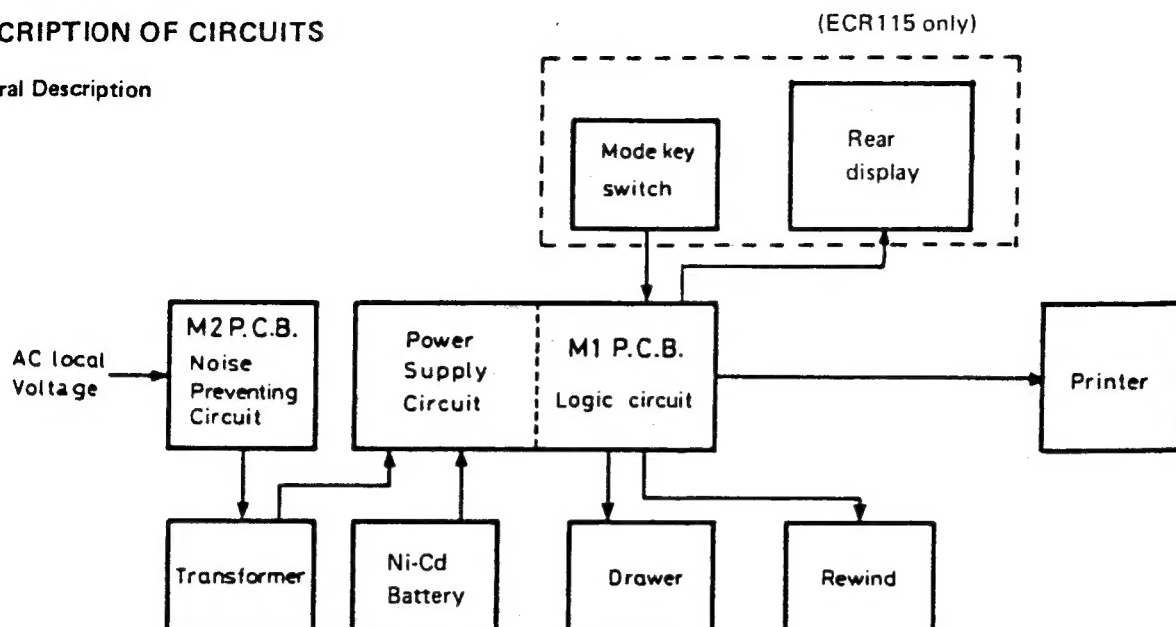 CRIPTION OF CIRCUITS
ral Description
(ECR115 only)
Mode key
switch
Rear
display
AC local
Voltage
M2 P.C.B.
Noise
Preventing
Circuit
Power
Supply
Circuit
M1 P.C.B.
Logic circuit
Printer
Transformer
Ni-Cd
Battery
Drawer
Rewind